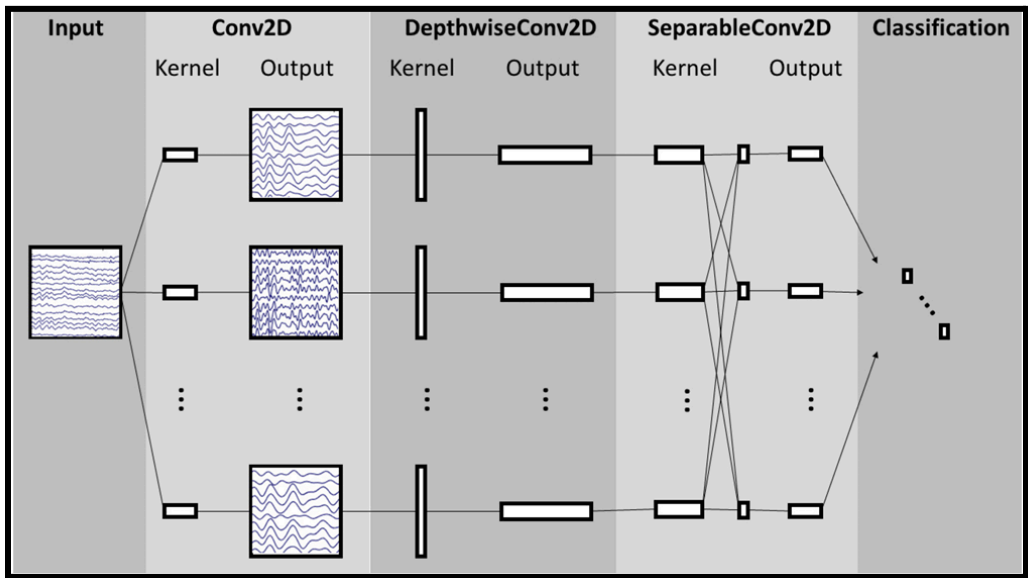 Input Conv2D DepthwiseConv2D SeparableConv2D Classification
Kernel Output Kernel Output Kernel Output